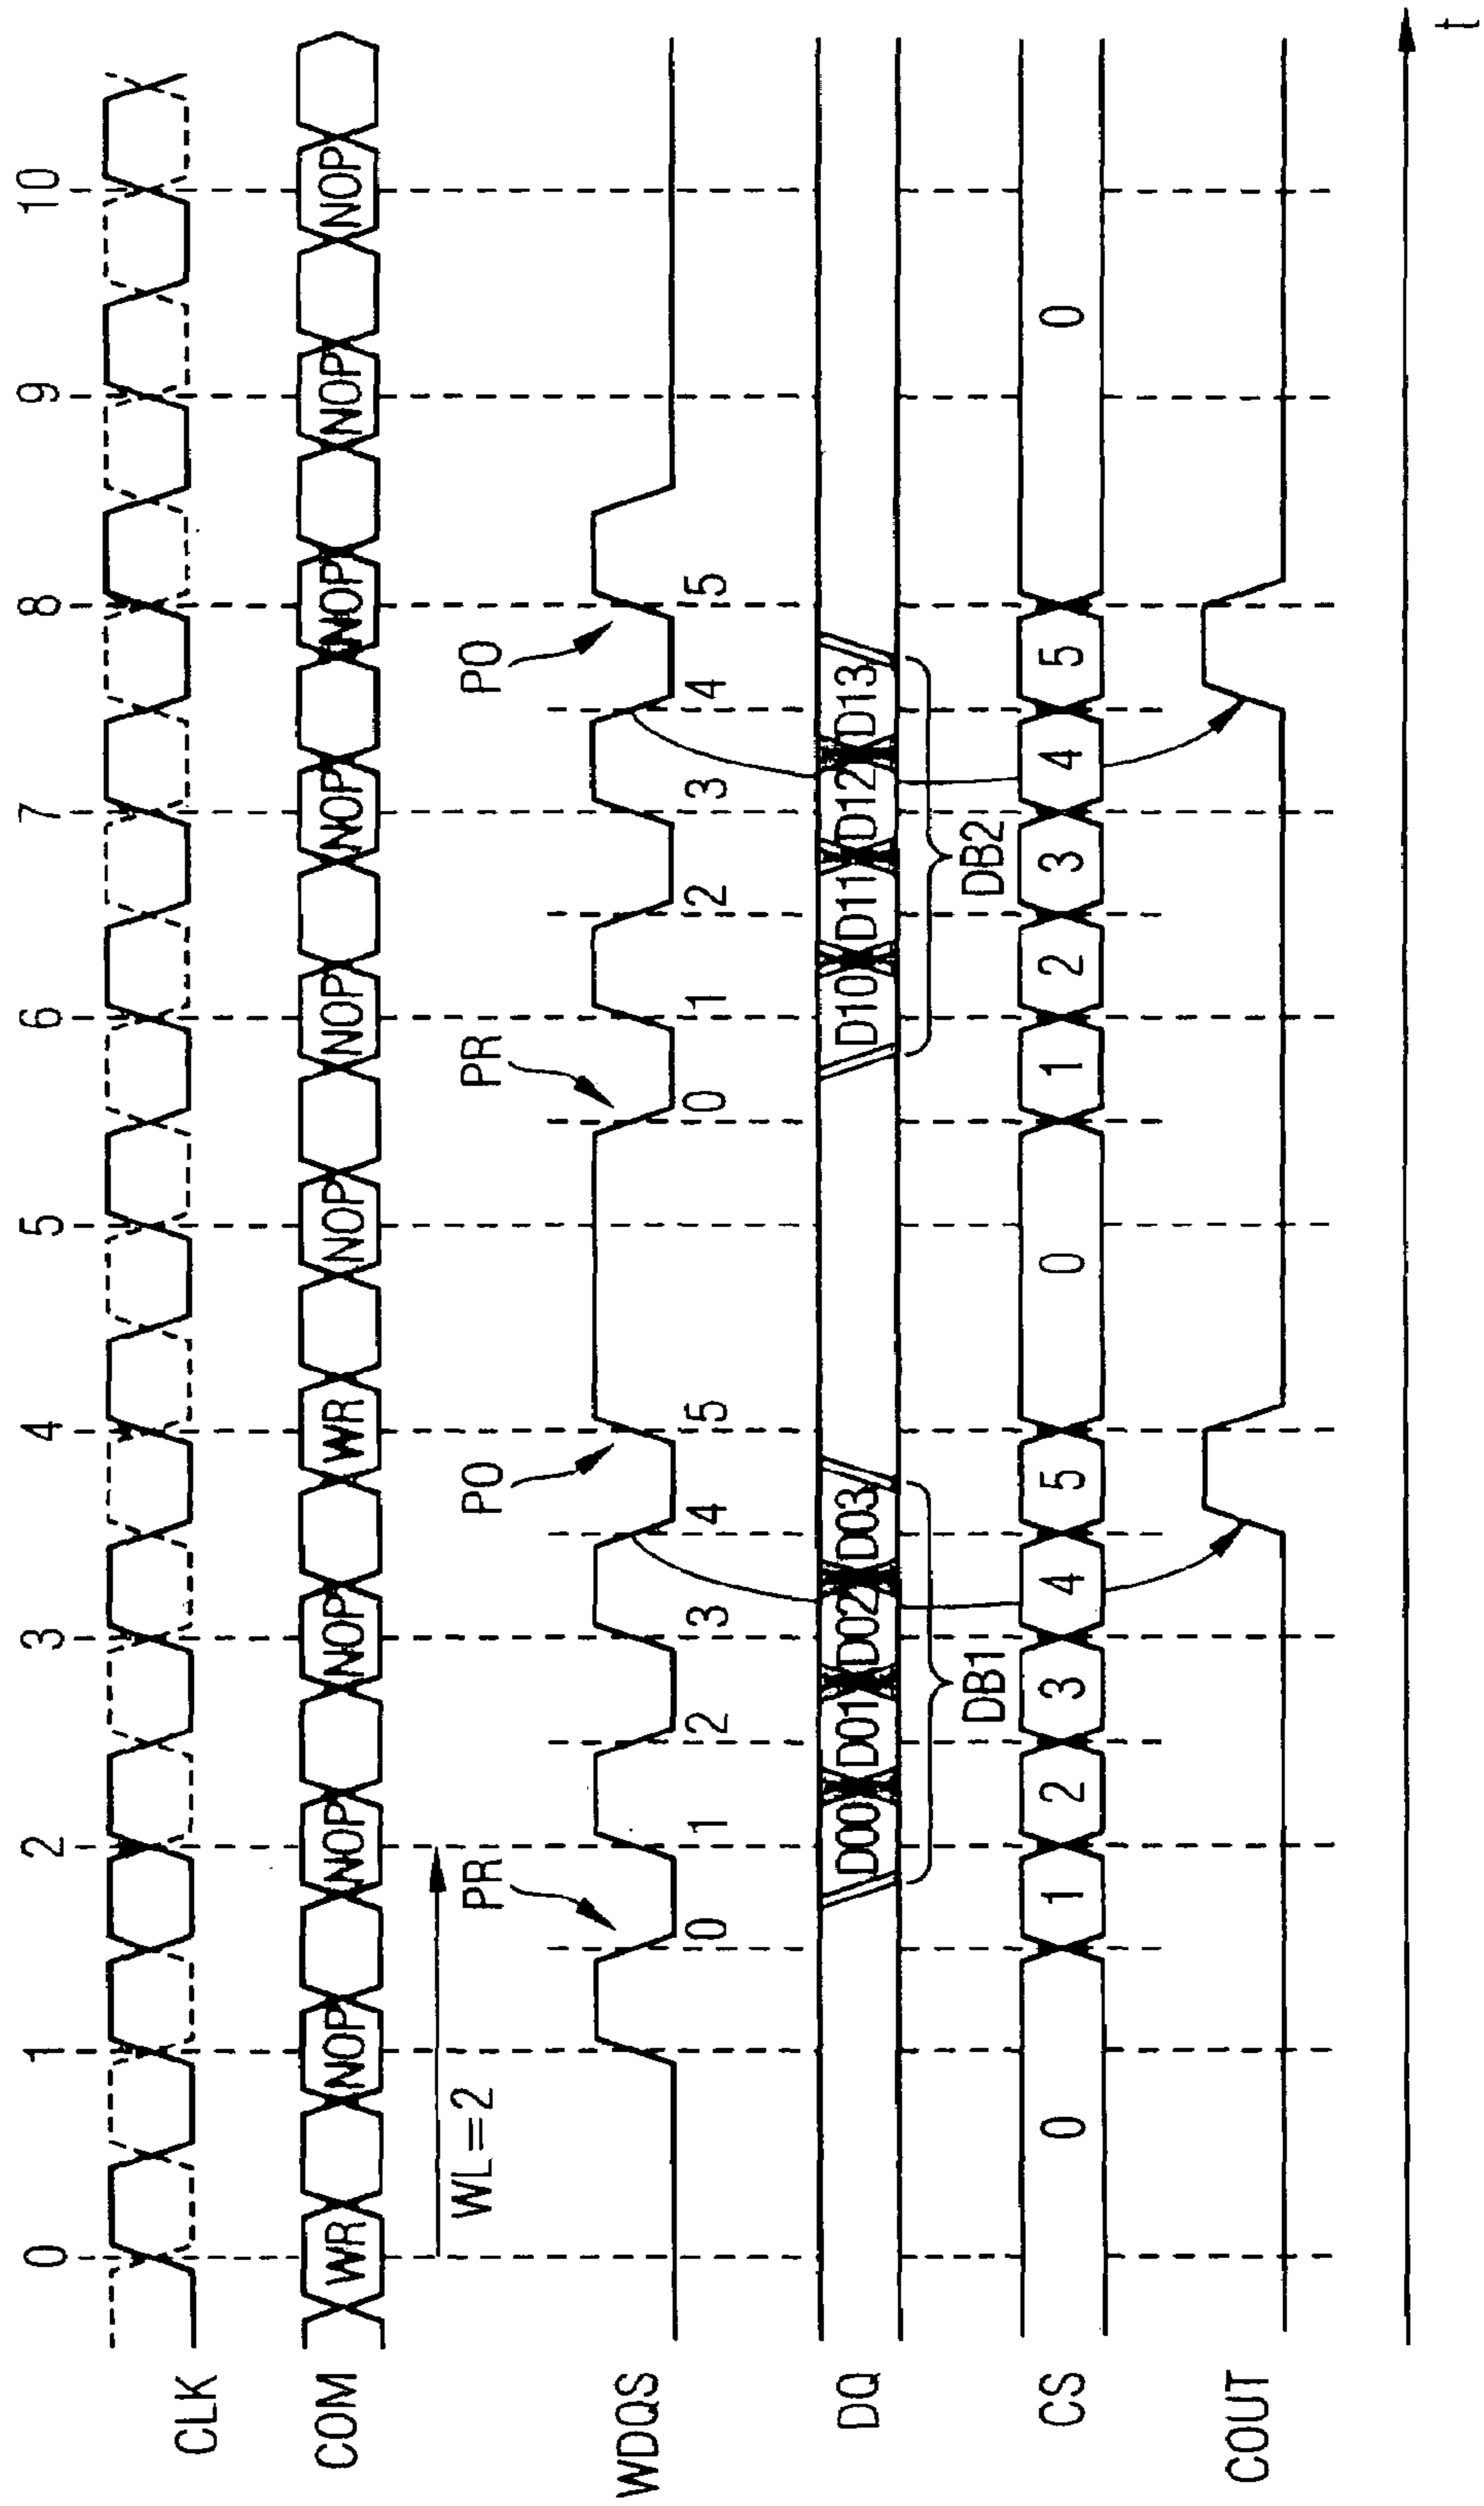 0 1 2 3 4 5 6 7 8 9 10
CLK
COM WR NOP NOP NOP WR NOP NOP NOP NOP NOP NOP
WL=2
PR PO PR PO
WDQS
0 1 2 3 4 5 0 1 2 3 4 5
DQ D00 D01 D02 D03 D10 D11 D12 D13
DB1 DB2
CS 0 1 2 3 4 5 0 1 2 3 4 5 0
COUT
t